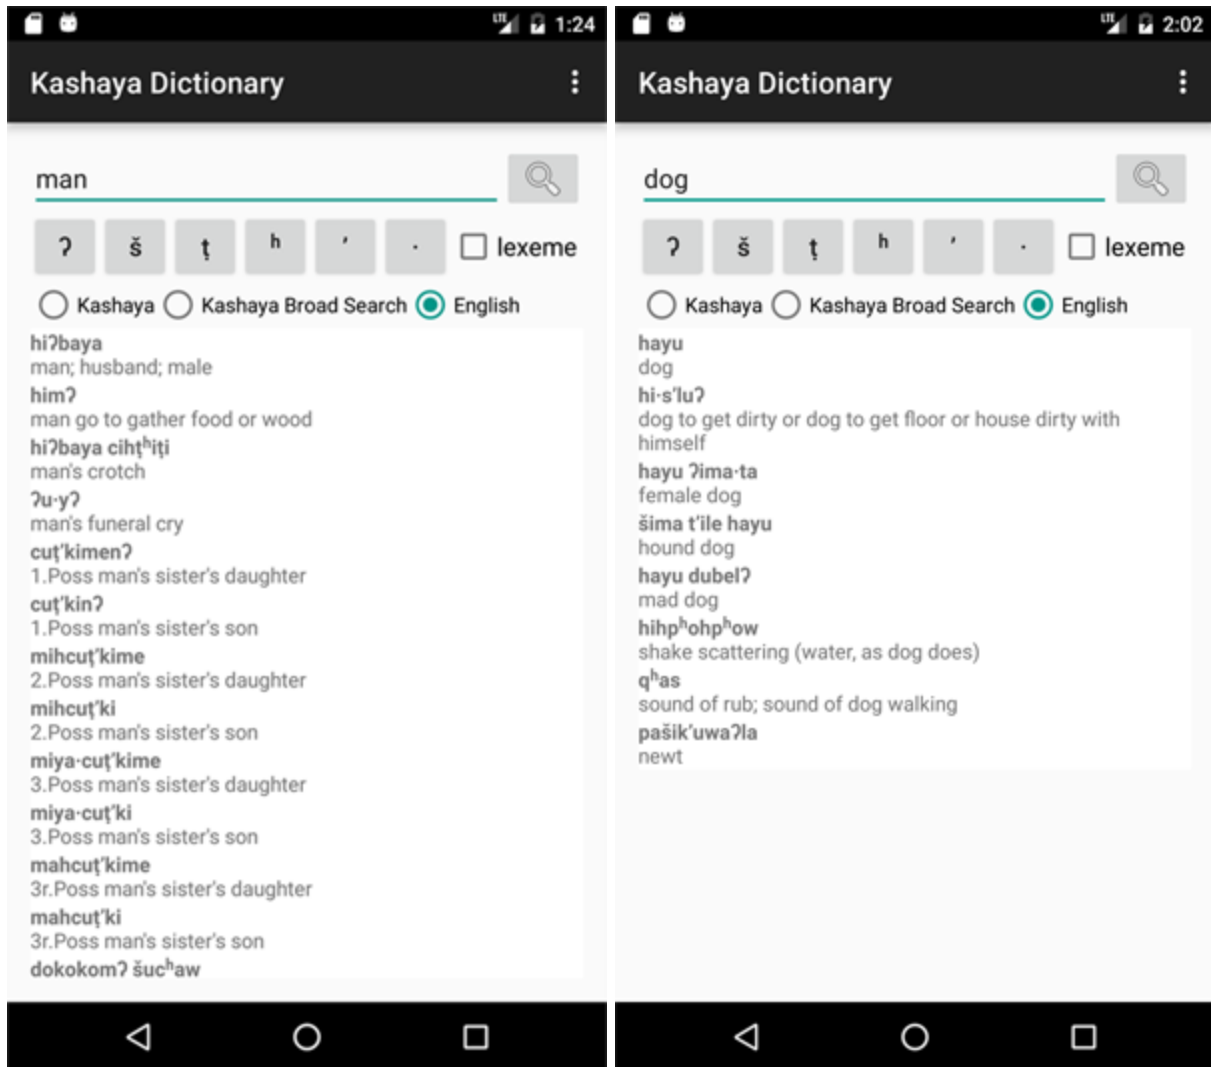 LTE 1:24
Kashaya Dictionary
man
ʔ š ṭ ʰ ʼ · lexeme
Kashaya Kashaya Broad Search English
hiʔbaya
man; husband; male
himʔ
man go to gather food or wood
hiʔbaya cihṭʰiṭi
man's crotch
ʔu·yʔ
man's funeral cry
cuṭʼkimenʔ
1.Poss man's sister's daughter
cuṭʼkinʔ
1.Poss man's sister's son
mihcuṭʼkime
2.Poss man's sister's daughter
mihcuṭʼki
2.Poss man's sister's son
miya·cuṭʼkime
3.Poss man's sister's daughter
miya·cuṭʼki
3.Poss man's sister's son
mahcuṭʼkime
3r.Poss man's sister's daughter
mahcuṭʼki
3r.Poss man's sister's son
dokokomʔ šucʰaw
LTE 2:02
Kashaya Dictionary
dog
ʔ š ṭ ʰ ʼ · lexeme
Kashaya Kashaya Broad Search English
hayu
dog
hi·sʼluʔ
dog to get dirty or dog to get floor or house dirty with
himself
hayu ʔima·ta
female dog
šima tʼile hayu
hound dog
hayu dubelʔ
mad dog
hihpʰohpʰow
shake scattering (water, as dog does)
qʰas
sound of rub; sound of dog walking
pašikʼuwaʔla
newt